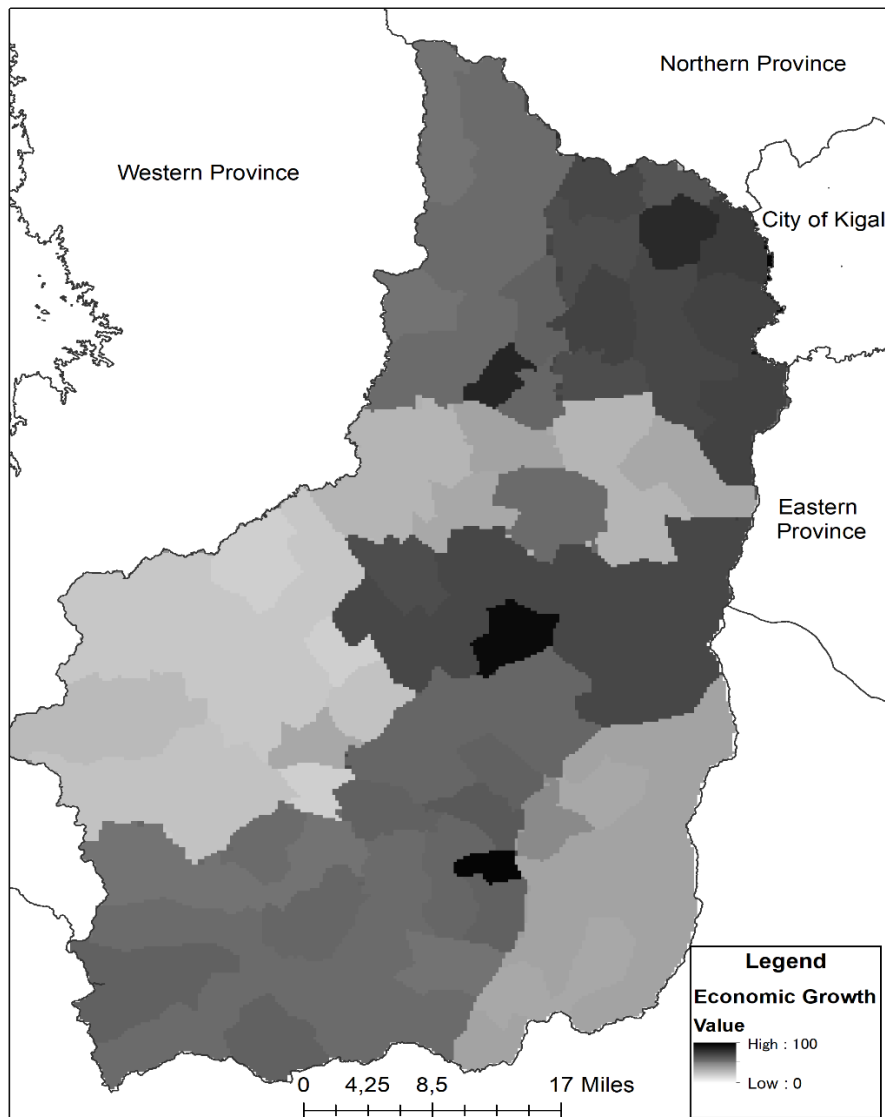 Northern Province
Western Province
City of Kigal
Eastern
Province
Legend
Economic Growth
Value
High : 100
Low : 0
0 4,25 8,5 17 Miles